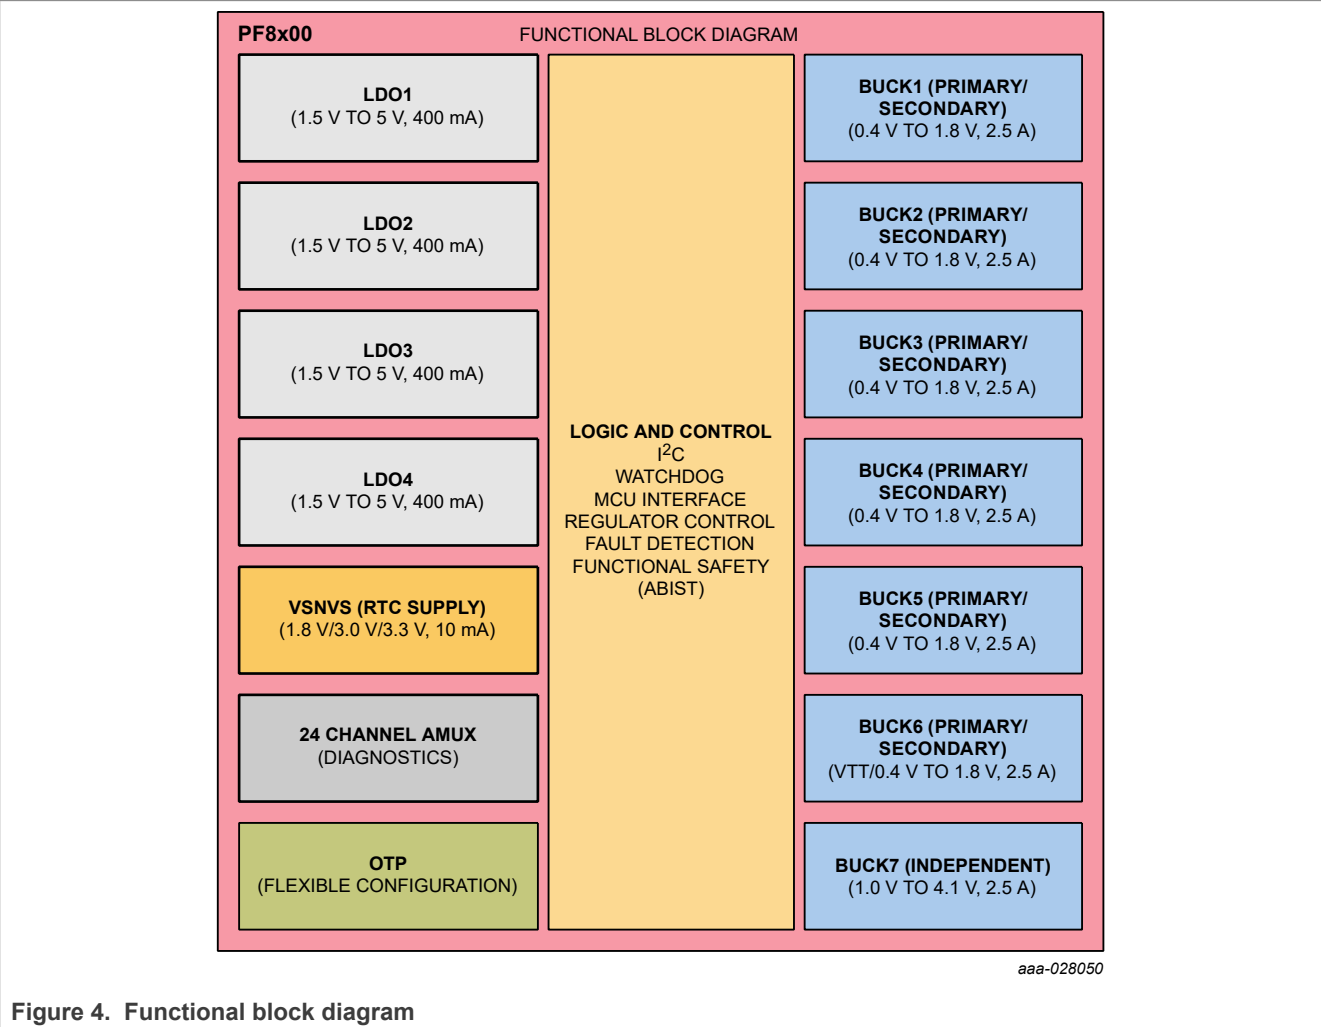 PF8x00
FUNCTIONAL BLOCK DIAGRAM
LDO1
(1.5 V TO 5 V, 400 mA)
LDO2
(1.5 V TO 5 V, 400 mA)
LDO3
(1.5 V TO 5 V, 400 mA)
LDO4
(1.5 V TO 5 V, 400 mA)
VSNVS (RTC SUPPLY)
(1.8 V/3.0 V/3.3 V, 10 mA)
24 CHANNEL AMUX
(DIAGNOSTICS)
OTP
(FLEXIBLE CONFIGURATION)
LOGIC AND CONTROL
I2C
WATCHDOG
MCU INTERFACE
REGULATOR CONTROL
FAULT DETECTION
FUNCTIONAL SAFETY
(ABIST)
BUCK1 (PRIMARY/
SECONDARY)
(0.4 V TO 1.8 V, 2.5 A)
BUCK2 (PRIMARY/
SECONDARY)
(0.4 V TO 1.8 V, 2.5 A)
BUCK3 (PRIMARY/
SECONDARY)
(0.4 V TO 1.8 V, 2.5 A)
BUCK4 (PRIMARY/
SECONDARY)
(0.4 V TO 1.8 V, 2.5 A)
BUCK5 (PRIMARY/
SECONDARY)
(0.4 V TO 1.8 V, 2.5 A)
BUCK6 (PRIMARY/
SECONDARY)
(VTT/0.4 V TO 1.8 V, 2.5 A)
BUCK7 (INDEPENDENT)
(1.0 V TO 4.1 V, 2.5 A)
aaa-028050
Figure 4. Functional block diagram